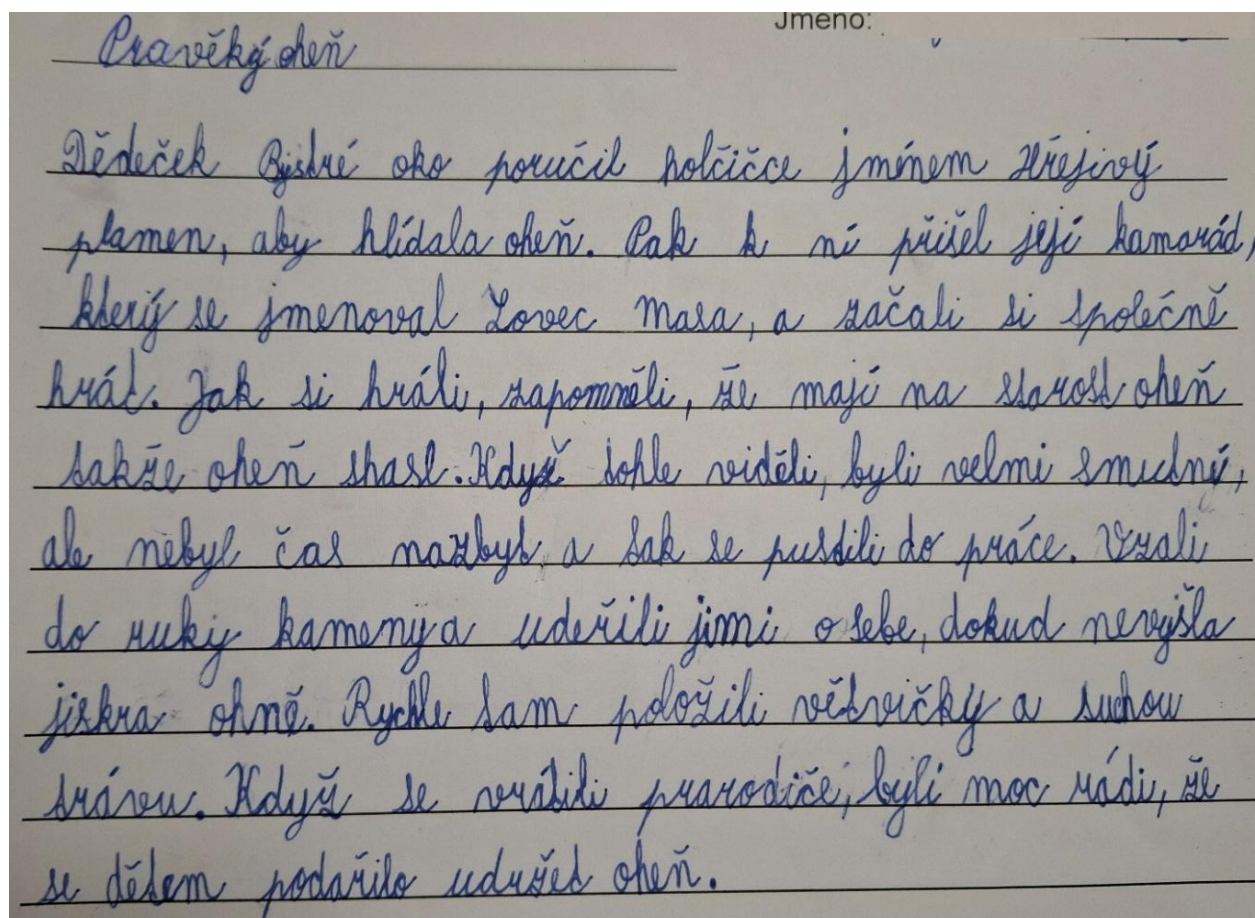 Jméno:
Pravěký oheň
Dědeček Bystré oko poručil holčičce jmínem Hřejivý
plamen, aby hlídala oheň. Pak k ní přišel její kamarád,
který se jmenoval Lovec masa, a začali si společně
hrát. Jak si hráli, zapomněli, že mají na starost oheň
takže oheň shasl. Když tohle viděli, byli velmi smutný,
ale nebyl čas nazbyt, a tak se pustili do práce. Vzali
do ruky kameny a udeřili jimi o sebe, dokud nevyšla
jiskra ohně. Rychle tam položili větvičky a suchou
trávu. Když se vrátili prarodiče, byli moc rádi, že
se dětem podařilo udržet oheň.